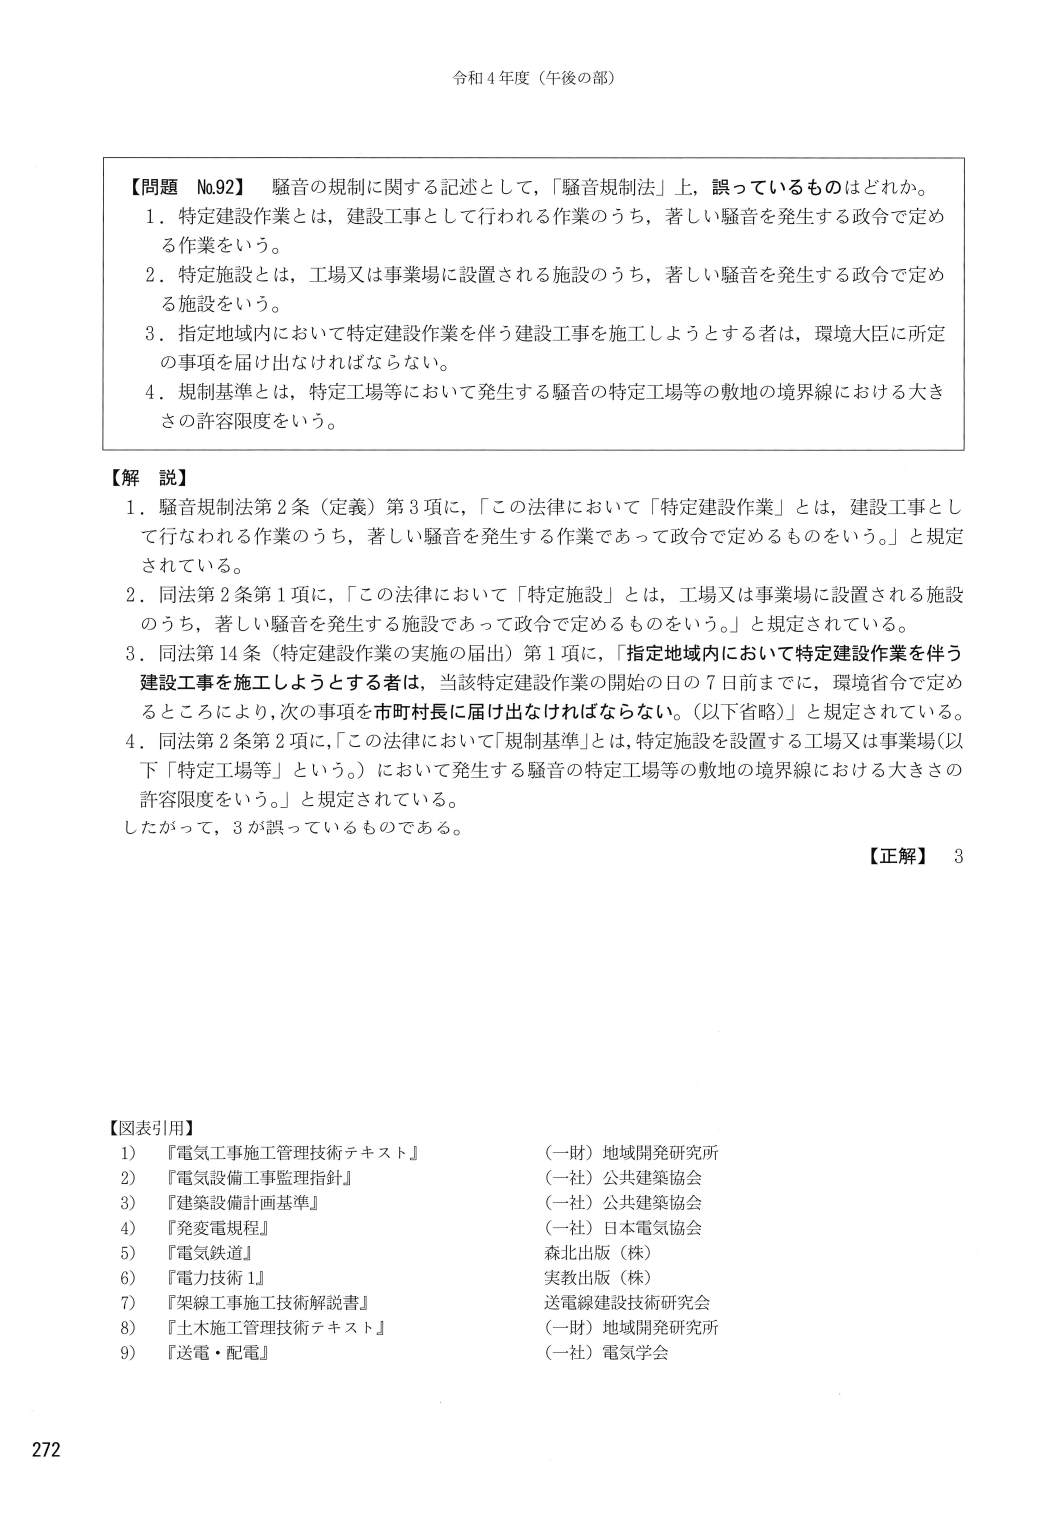 令和4年度（午後の部）
【問題　№92】　騒音の規制に関する記述として，「騒音規制法」上，誤っているものはどれか。
1．特定建設作業とは，建設工事として行われる作業のうち，著しい騒音を発生する政令で定め
る作業をいう。
2．特定施設とは，工場又は事業場に設置される施設のうち，著しい騒音を発生する政令で定め
る施設をいう。
3．指定地域内において特定建設作業を伴う建設工事を施工しようとする者は，環境大臣に所定
の事項を届け出なければならない。
4．規制基準とは，特定工場等において発生する騒音の特定工場等の敷地の境界線における大き
さの許容限度をいう。
【解　説】
1．騒音規制法第2条（定義）第3項に，「この法律において「特定建設作業」とは，建設工事とし
て行なわれる作業のうち，著しい騒音を発生する作業であって政令で定めるものをいう。」と規定
されている。
2．同法第2条第1項に，「この法律において「特定施設」とは，工場又は事業場に設置される施設
のうち，著しい騒音を発生する施設であって政令で定めるものをいう。」と規定されている。
3．同法第14条（特定建設作業の実施の届出）第1項に，「指定地域内において特定建設作業を伴う
建設工事を施工しようとする者は，当該特定建設作業の開始の日の7日前までに，環境省令で定め
るところにより，次の事項を市町村長に届け出なければならない。（以下省略）」と規定されている。
4．同法第2条第2項に，「この法律において「規制基準」とは，特定施設を設置する工場又は事業場（以
下「特定工場等」という。）において発生する騒音の特定工場等の敷地の境界線における大きさの
許容限度をいう。」と規定されている。
したがって，3が誤っているものである。
【正解】　3
【図表引用】
1）　『電気工事施工管理技術テキスト』　（一財）地域開発研究所
2）　『電気設備工事監理指針』　（一社）公共建築協会
3）　『建築設備計画基準』　（一社）公共建築協会
4）　『発変電規程』　（一社）日本電気協会
5）　『電気鉄道』　森北出版（株）
6）　『電力技術1』　実教出版（株）
7）　『架線工事施工技術解説書』　送電線建設技術研究会
8）　『土木施工管理技術テキスト』　（一財）地域開発研究所
9）　『送電・配電』　（一社）電気学会
272